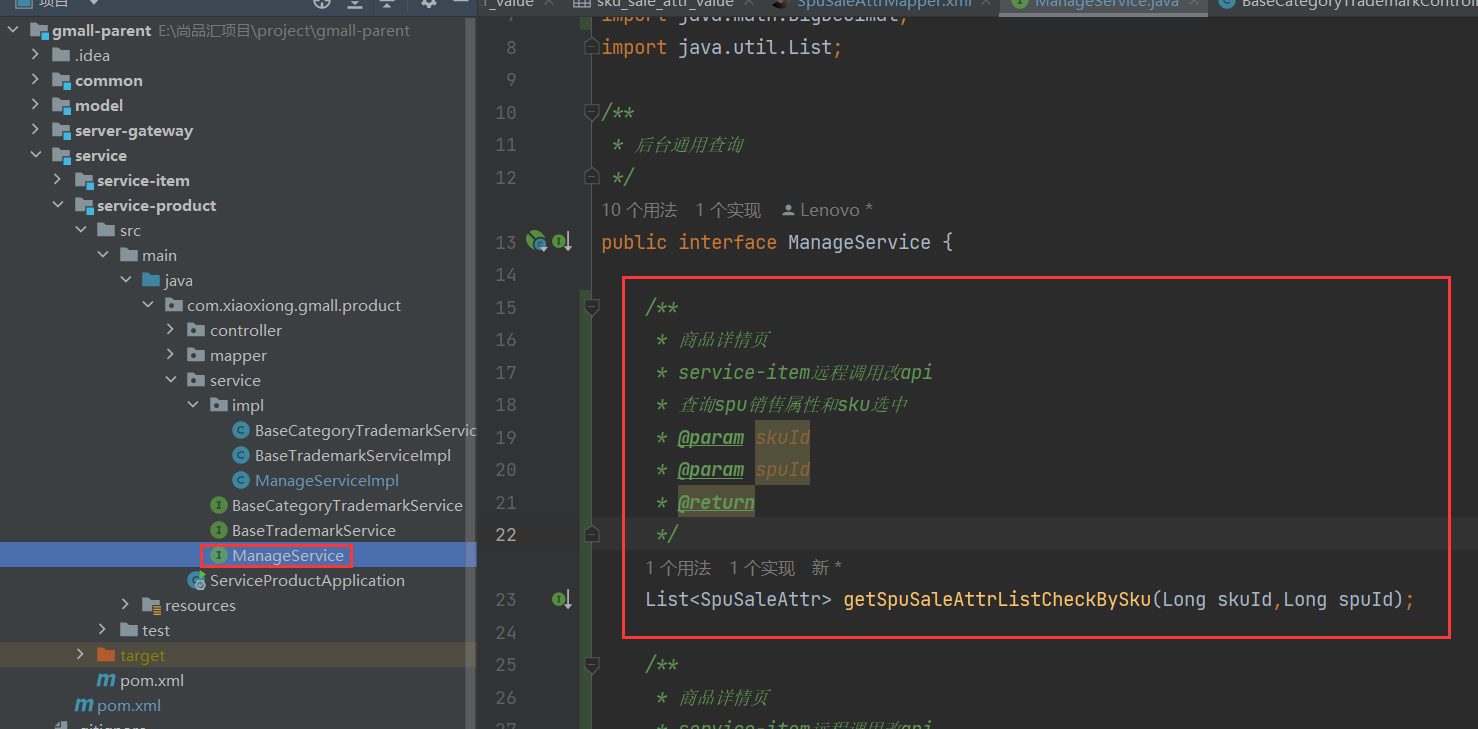 项目
r_value
sku_sale_attr_value
SpuSaleAttrMapper.xml
ManageService.java
BaseCategoryTrademarkControl
gmall-parent E:\尚品汇项目\project\gmall-parent
.idea
common
model
server-gateway
service
service-item
service-product
src
main
java
com.xiaoxiong.gmall.product
controller
mapper
service
impl
BaseCategoryTrademarkServic
BaseTrademarkServiceImpl
ManageServiceImpl
BaseCategoryTrademarkService
BaseTrademarkService
ManageService
ServiceProductApplication
resources
test
target
pom.xml
pom.xml
.gitignore
7 import java.math.BigDecimal;
8 import java.util.List;
9
10 /**
11 * 后台通用查询
12 */
10 个用法 1 个实现 Lenovo *
13 public interface ManageService {
14
15 /**
16 * 商品详情页
17 * service-item远程调用改api
18 * 查询spu销售属性和sku选中
19 * @param skuId
20 * @param spuId
21 * @return
22 */
1 个用法 1 个实现 新 *
23 List<SpuSaleAttr> getSpuSaleAttrListCheckBySku(Long skuId,Long spuId);
24
25 /**
26 * 商品详情页
27 * service-item远程调用改api